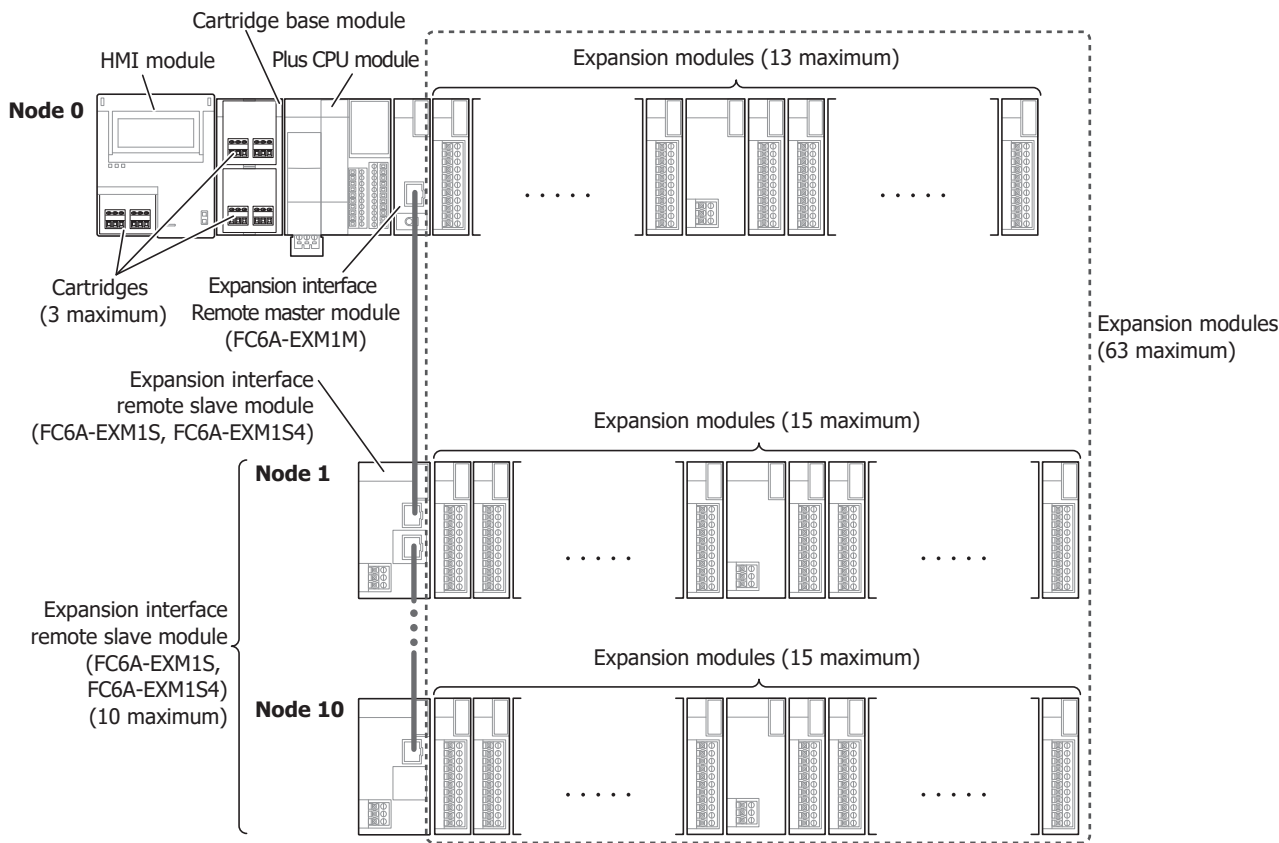 Cartridge base module
HMI module
Plus CPU module
Expansion modules (13 maximum)
Node 0
Cartridges
(3 maximum)
Expansion interface
Remote master module
(FC6A-EXM1M)
Expansion modules
(63 maximum)
Expansion interface
remote slave module
(FC6A-EXM1S, FC6A-EXM1S4)
Expansion modules (15 maximum)
Node 1
Expansion interface
remote slave module
(FC6A-EXM1S,
FC6A-EXM1S4)
(10 maximum)
Expansion modules (15 maximum)
Node 10